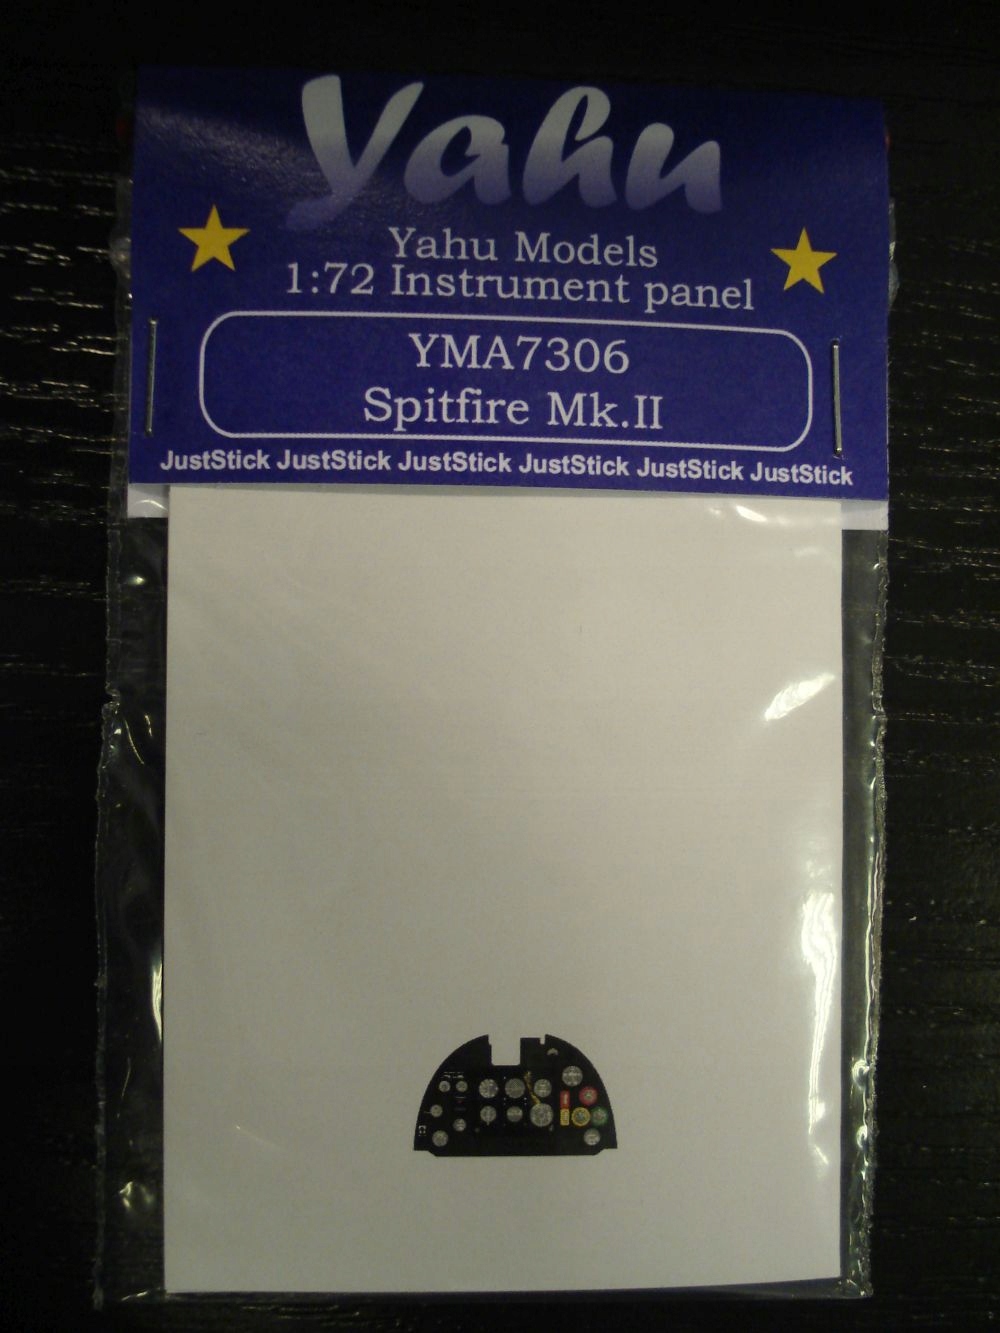 Yahu
Yahu Models
1:72 Instrument panel
YMA7306
Spitfire Mk.II
JustStick JustStick JustStick JustStick JustStick JustStick